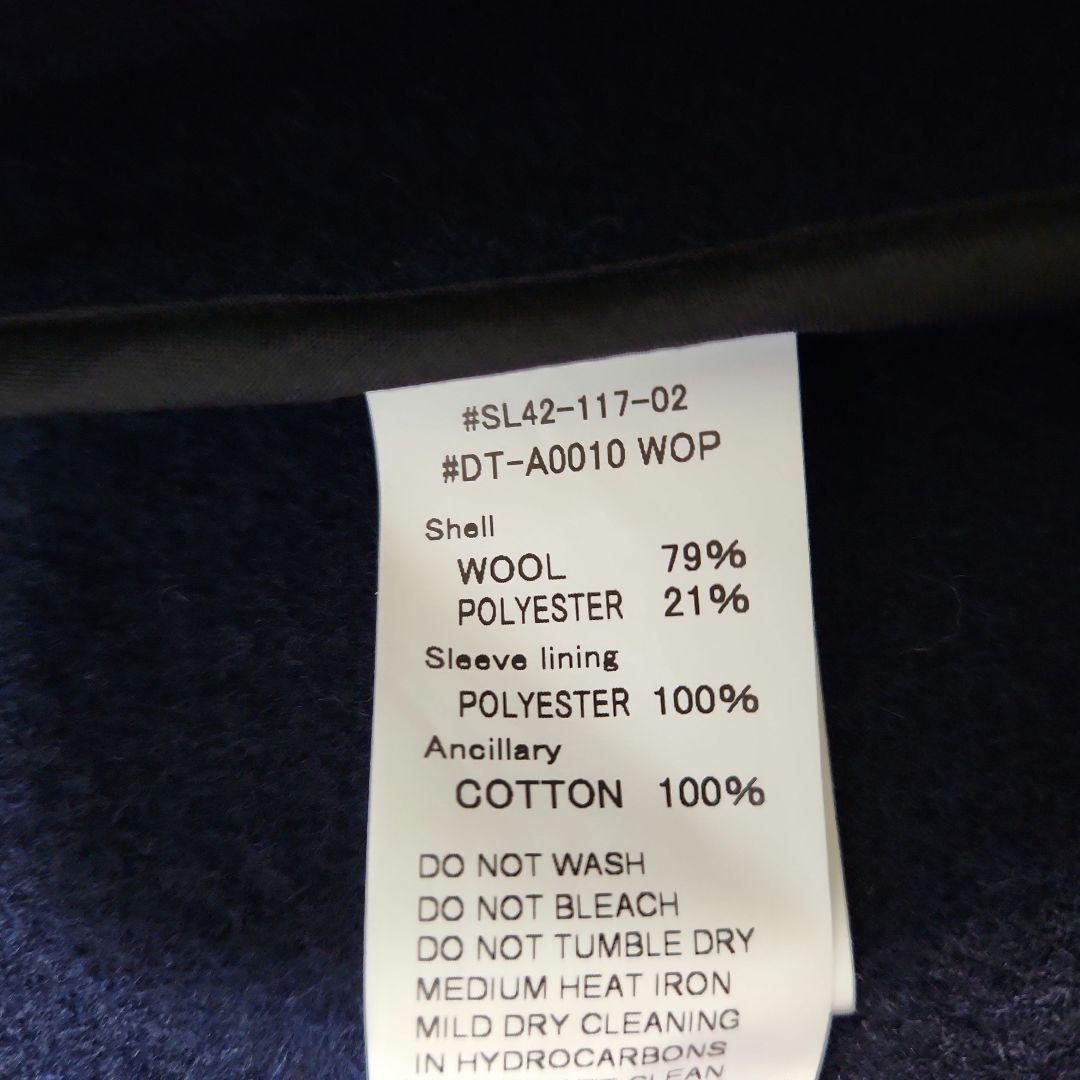 #SL42-117-02
#DT-A0010 WOP
Shell
WOOL 79%
POLYESTER 21%
Sleeve lining
POLYESTER 100%
Ancillary
COTTON 100%
DO NOT WASH
DO NOT BLEACH
DO NOT TUMBLE DRY
MEDIUM HEAT IRON
MILD DRY CLEANING
IN HYDROCARBONS
CLEAN